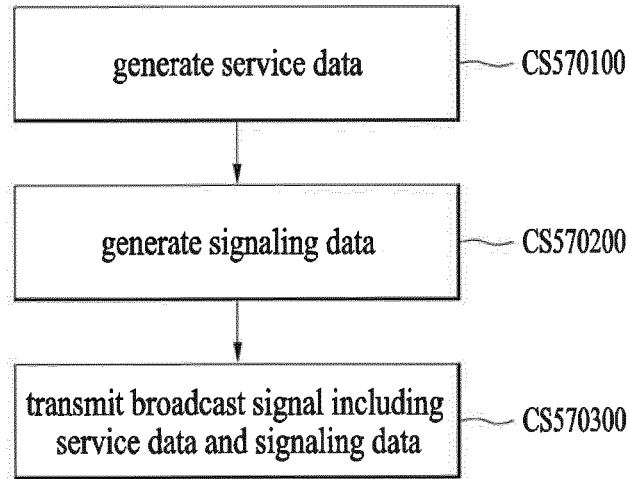 generate service data
CS570100
generate signaling data
CS570200
transmit broadcast signal including
service data and signaling data
CS570300